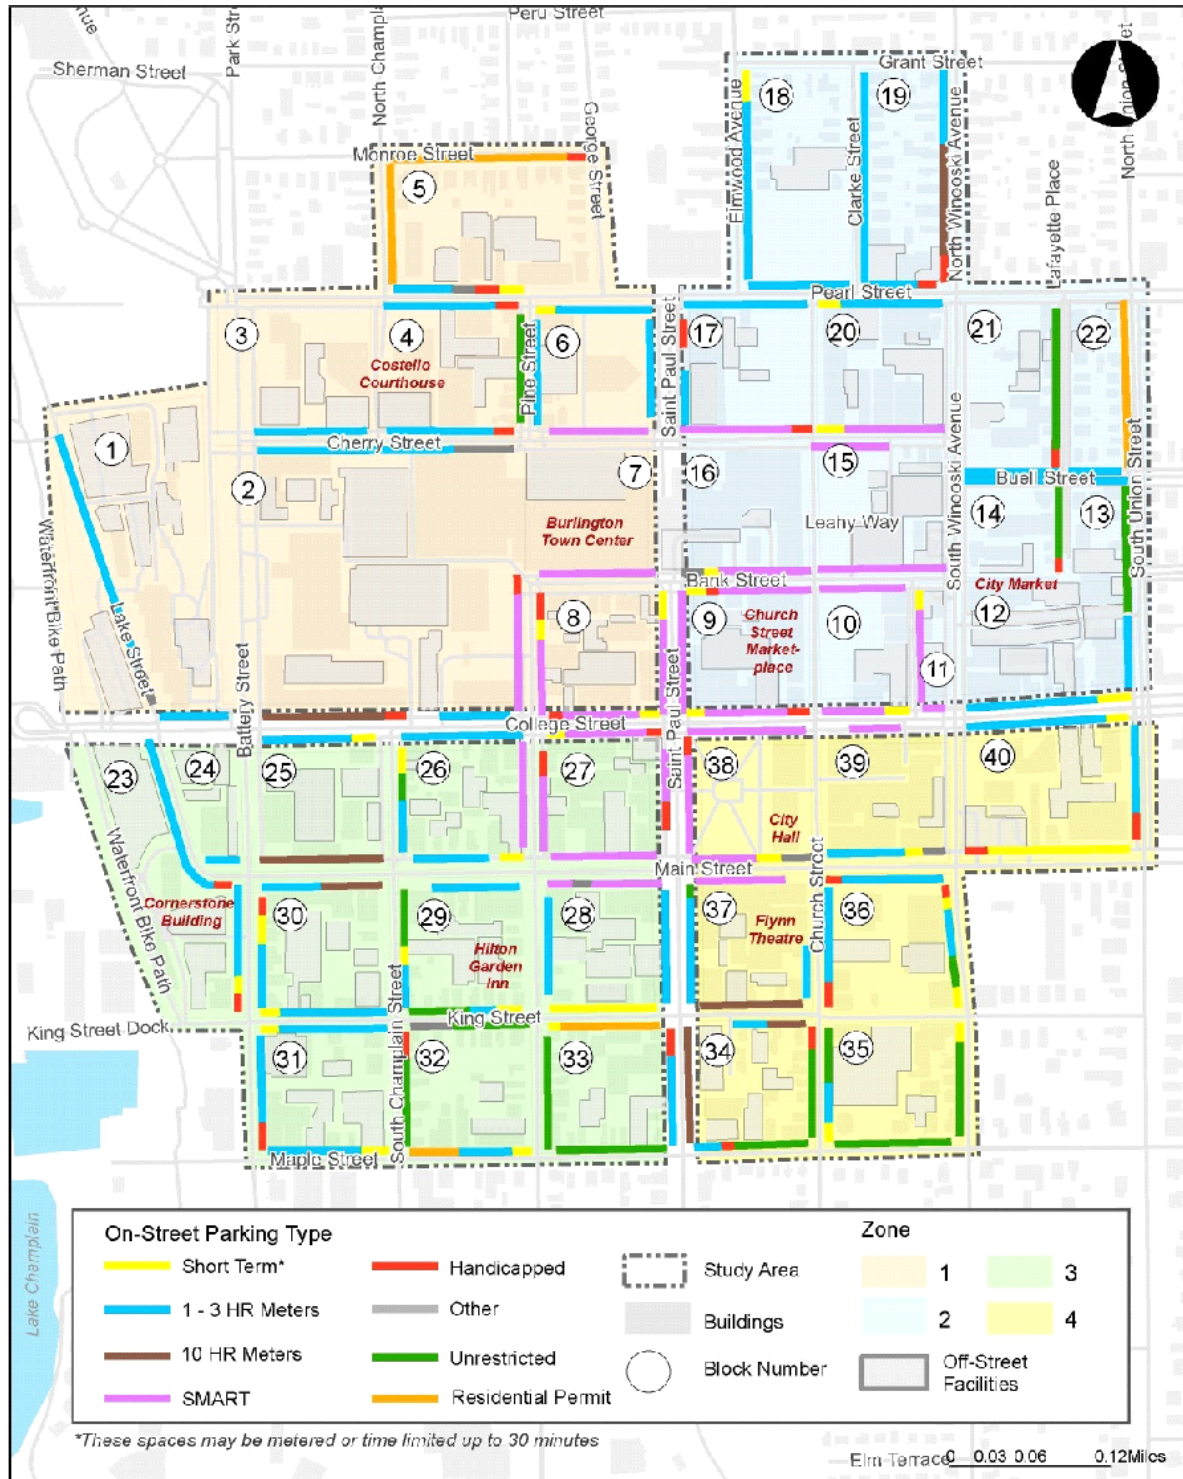 Peru Street
Sherman Street
Park Stre
North Champla
nue
Grant Street
North Union Street
George Street
Monroe Street
Elmwood Avenue
Clarke Street
North Winooski Avenue
Lafayette Place
18
19
5
Pearl Street
3
4
Costello
Courthouse
Pine Street
6
Saint Paul Street
17
20
21
22
Cherry Street
1
2
7
16
15
Buell Street
South Winooski Avenue
South Union Street
Burlington
Town Center
Leahy Way
14
13
Waterfront Bike Path
Lake Street
Bank Street
City Market
8
9
Church
Street
Market-
place
10
12
11
Battery Street
Saint Paul Street
College Street
23
24
25
26
27
38
39
40
City
Hall
Main Street
Waterfront Bike Path
Cornerstone
Building
30
29
28
37
36
Church Street
Hilton
Garden
Inn
Flynn
Theatre
King Street Dock
King Street
South Champlain Street
31
32
33
34
35
Maple Street
Lake Champlain
On-Street Parking Type
Short Term*
1 - 3 HR Meters
10 HR Meters
SMART
Handicapped
Other
Unrestricted
Residential Permit
Study Area
Buildings
Block Number
Zone
1
2
3
4
Off-Street
Facilities
*These spaces may be metered or time limited up to 30 minutes
Elm Terrace
0 0.03 0.06 0.12Miles